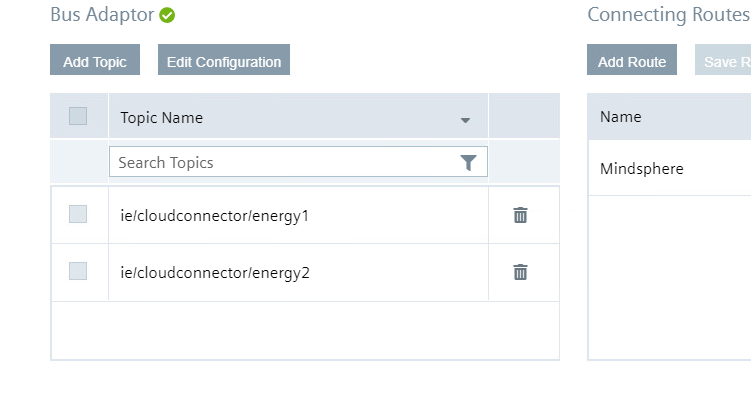 Bus Adaptor
Connecting Routes
Add Topic
Edit Configuration
Add Route
Save R
Topic Name
Name
Search Topics
Mindsphere
ie/cloudconnector/energy1
ie/cloudconnector/energy2